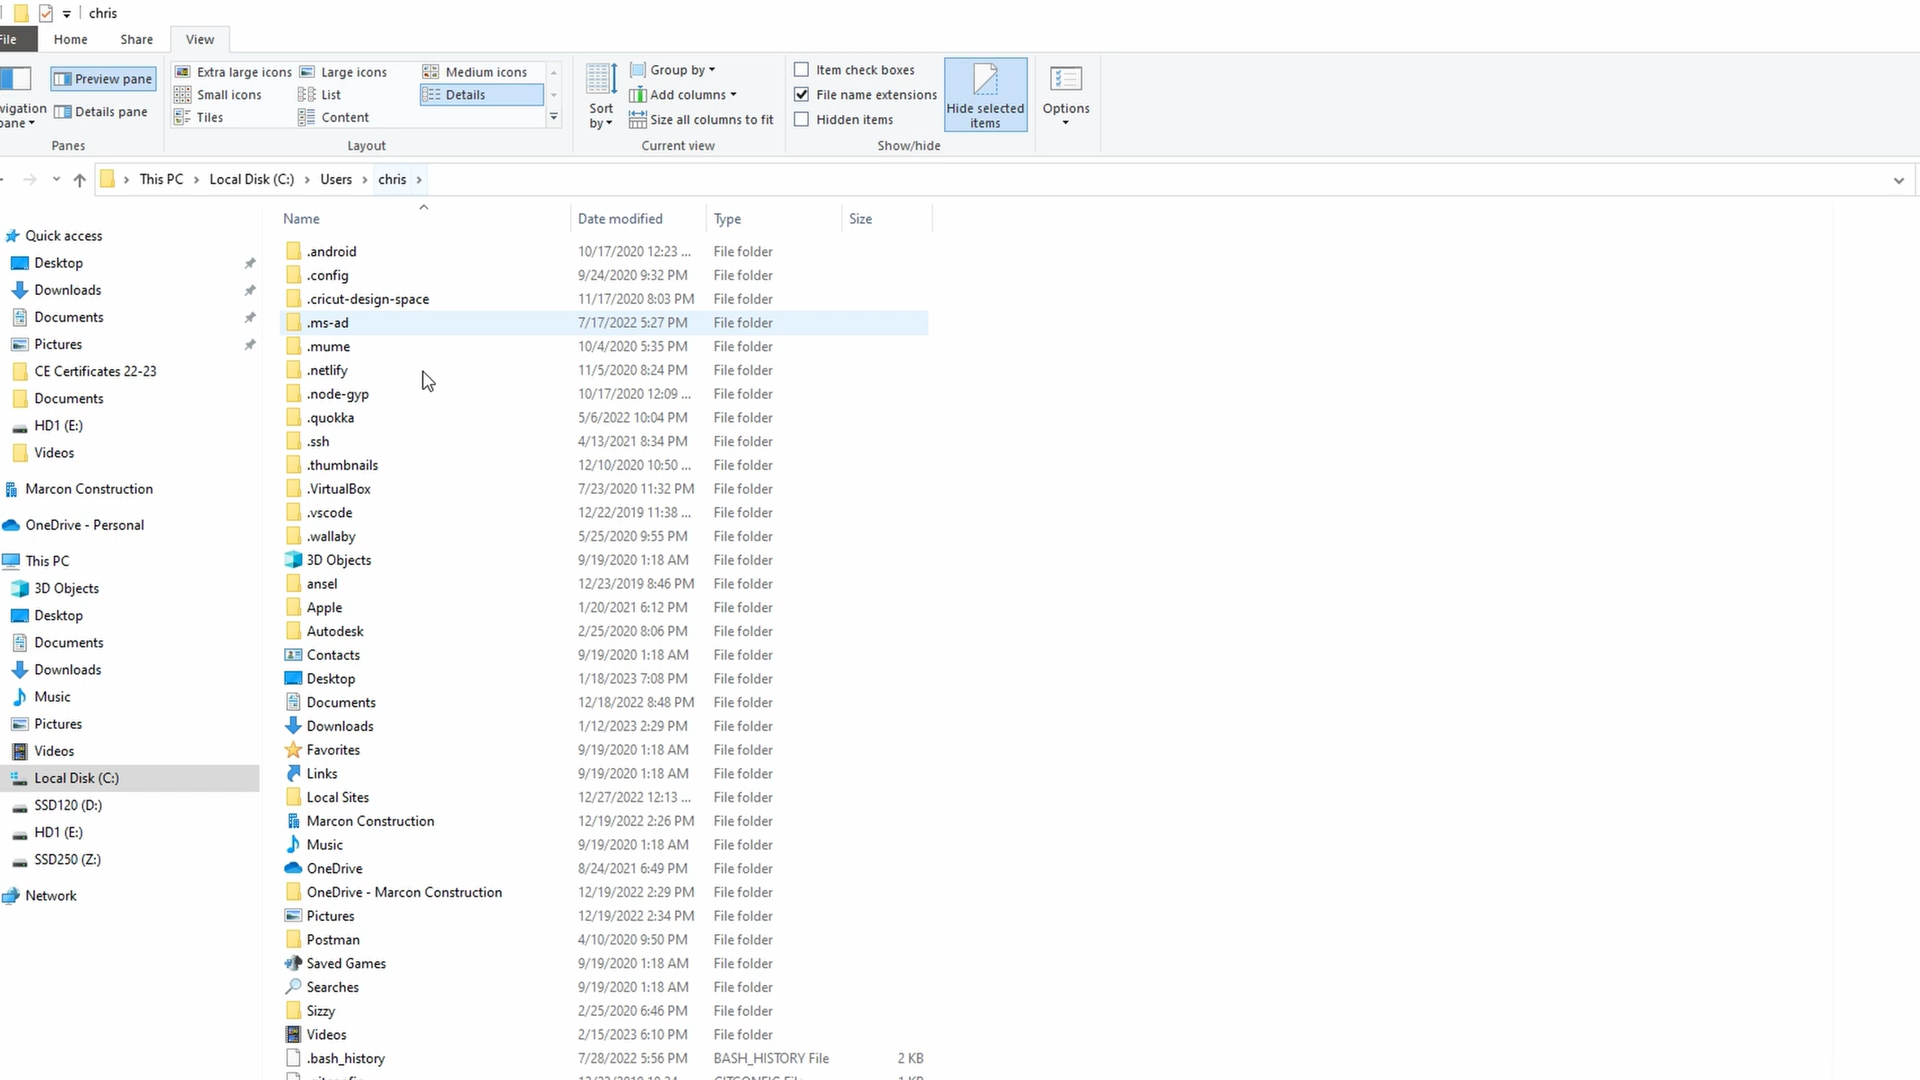 chris
File Home Share View
Preview pane
Navigation pane
Details pane
Panes
Extra large icons Large icons Medium icons
Small icons List Details
Tiles Content
Layout
Sort by
Group by
Add columns
Size all columns to fit
Current view
Item check boxes
File name extensions
Hidden items
Hide selected items
Show/hide
Options
This PC Local Disk (C:) Users chris
Quick access
Desktop
Downloads
Documents
Pictures
CE Certificates 22-23
Documents
HD1 (E:)
Videos
Marcon Construction
OneDrive - Personal
This PC
3D Objects
Desktop
Documents
Downloads
Music
Pictures
Videos
Local Disk (C:)
SSD120 (D:)
HD1 (E:)
SSD250 (Z:)
Network
Name Date modified Type Size
.android 10/17/2020 12:23 ... File folder
.config 9/24/2020 9:32 PM File folder
.cricut-design-space 11/17/2020 8:03 PM File folder
.ms-ad 7/17/2022 5:27 PM File folder
.mume 10/4/2020 5:35 PM File folder
.netlify 11/5/2020 8:24 PM File folder
.node-gyp 10/17/2020 12:09 ... File folder
.quokka 5/6/2022 10:04 PM File folder
.ssh 4/13/2021 8:34 PM File folder
.thumbnails 12/10/2020 10:50 ... File folder
.VirtualBox 7/23/2020 11:32 PM File folder
.vscode 12/22/2019 11:38 ... File folder
.wallaby 5/25/2020 9:55 PM File folder
3D Objects 9/19/2020 1:18 AM File folder
ansel 12/23/2019 8:46 PM File folder
Apple 1/20/2021 6:12 PM File folder
Autodesk 2/25/2020 8:06 PM File folder
Contacts 9/19/2020 1:18 AM File folder
Desktop 1/18/2023 7:08 PM File folder
Documents 12/18/2022 8:48 PM File folder
Downloads 1/12/2023 2:29 PM File folder
Favorites 9/19/2020 1:18 AM File folder
Links 9/19/2020 1:18 AM File folder
Local Sites 12/27/2022 12:13 ... File folder
Marcon Construction 12/19/2022 2:26 PM File folder
Music 9/19/2020 1:18 AM File folder
OneDrive 8/24/2021 6:49 PM File folder
OneDrive - Marcon Construction 12/19/2022 2:29 PM File folder
Pictures 12/19/2022 2:34 PM File folder
Postman 4/10/2020 9:50 PM File folder
Saved Games 9/19/2020 1:18 AM File folder
Searches 9/19/2020 1:18 AM File folder
Sizzy 2/25/2020 6:46 PM File folder
Videos 2/15/2023 6:10 PM File folder
.bash_history 7/28/2022 5:56 PM BASH_HISTORY File 2 KB